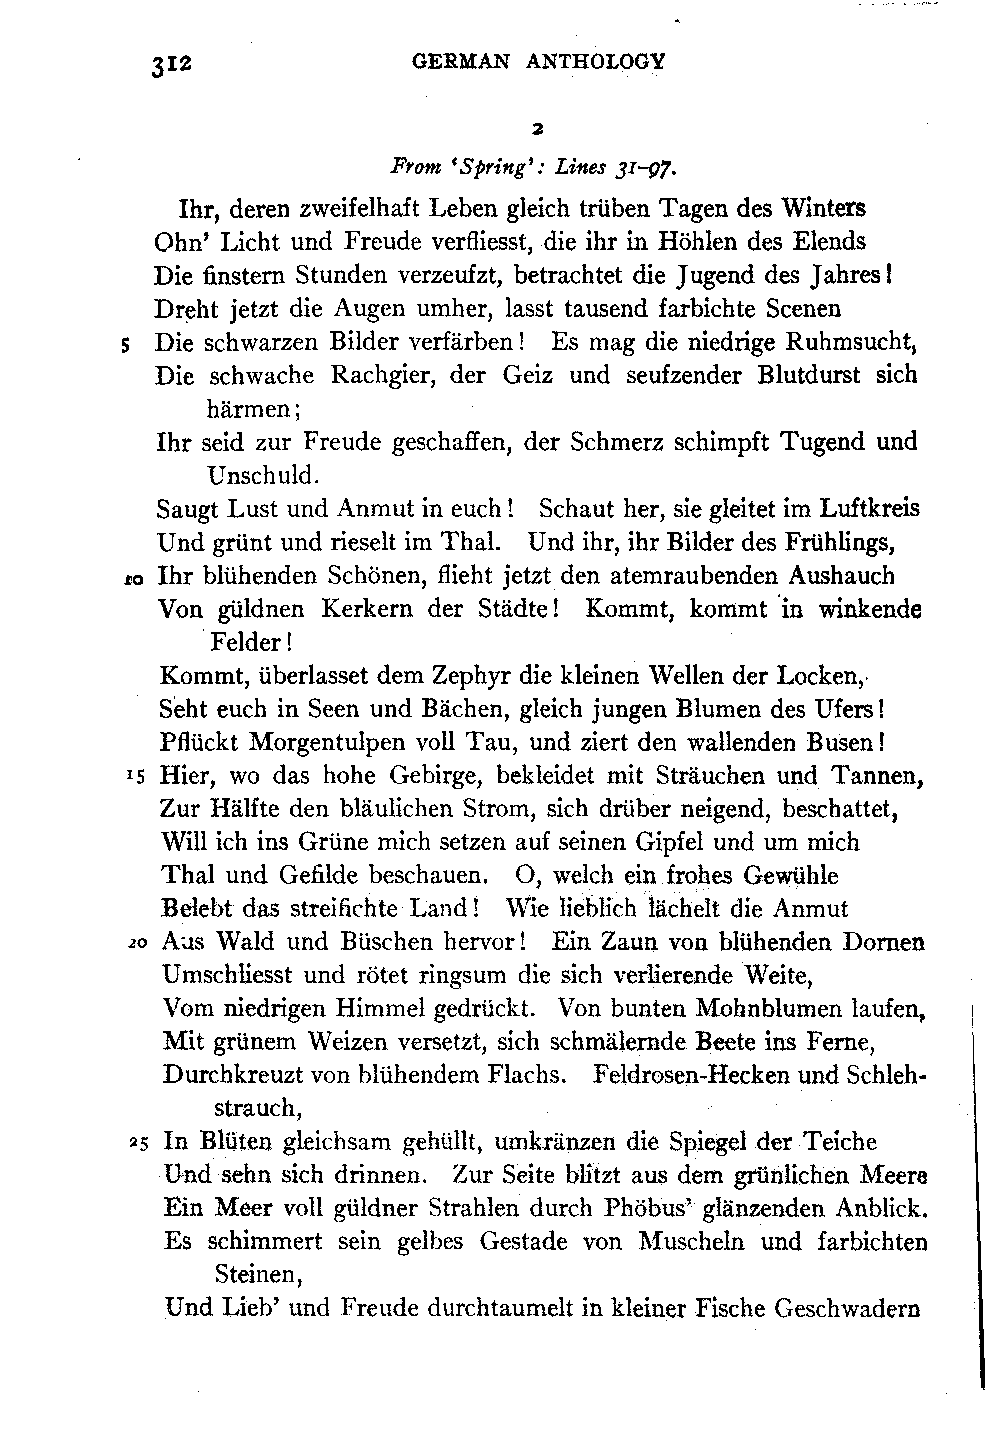 312 GERMAN ANTHOLOGY
2
From 'Spring': Lines 31-97.
Ihr, deren zweifelhaft Leben gleich trüben Tagen des Winters
Ohn' Licht und Freude verfliesst, die ihr in Höhlen des Elends
Die finstern Stunden verzeufzt, betrachtet die Jugend des Jahres!
Dreht jetzt die Augen umher, lasst tausend farbichte Scenen
5 Die schwarzen Bilder verfärben! Es mag die niedrige Ruhmsucht,
Die schwache Rachgier, der Geiz und seufzender Blutdurst sich
härmen;
Ihr seid zur Freude geschaffen, der Schmerz schimpft Tugend und
Unschuld.
Saugt Lust und Anmut in euch! Schaut her, sie gleitet im Luftkreis
Und grünt und rieselt im Thal. Und ihr, ihr Bilder des Frühlings,
10 Ihr blühenden Schönen, flieht jetzt den atemraubenden Aushauch
Von güldnen Kerkern der Städte! Kommt, kommt in winkende
Felder!
Kommt, überlasset dem Zephyr die kleinen Wellen der Locken,
Seht euch in Seen und Bächen, gleich jungen Blumen des Ufers!
Pflückt Morgentulpen voll Tau, und ziert den wallenden Busen!
15 Hier, wo das hohe Gebirge, bekleidet mit Sträuchen und Tannen,
Zur Hälfte den bläulichen Strom, sich drüber neigend, beschattet,
Will ich ins Grüne mich setzen auf seinen Gipfel und um mich
Thal und Gefilde beschauen. O, welch ein frohes Gewühle
Belebt das streifichte Land! Wie lieblich lächelt die Anmut
20 Aus Wald und Büschen hervor! Ein Zaun von blühenden Dornen
Umschliesst und rötet ringsum die sich verlierende Weite,
Vom niedrigen Himmel gedrückt. Von bunten Mohnblumen laufen,
Mit grünem Weizen versetzt, sich schmälernde Beete ins Ferne,
Durchkreuzt von blühendem Flachs. Feldrosen-Hecken und Schleh-
strauch,
25 In Blüten gleichsam gehüllt, umkränzen die Spiegel der Teiche
Und sehn sich drinnen. Zur Seite blitzt aus dem grünlichen Meere
Ein Meer voll güldner Strahlen durch Phöbus' glänzenden Anblick.
Es schimmert sein gelbes Gestade von Muscheln und farbichten
Steinen,
Und Lieb' und Freude durchtaumelt in kleiner Fische Geschwadern